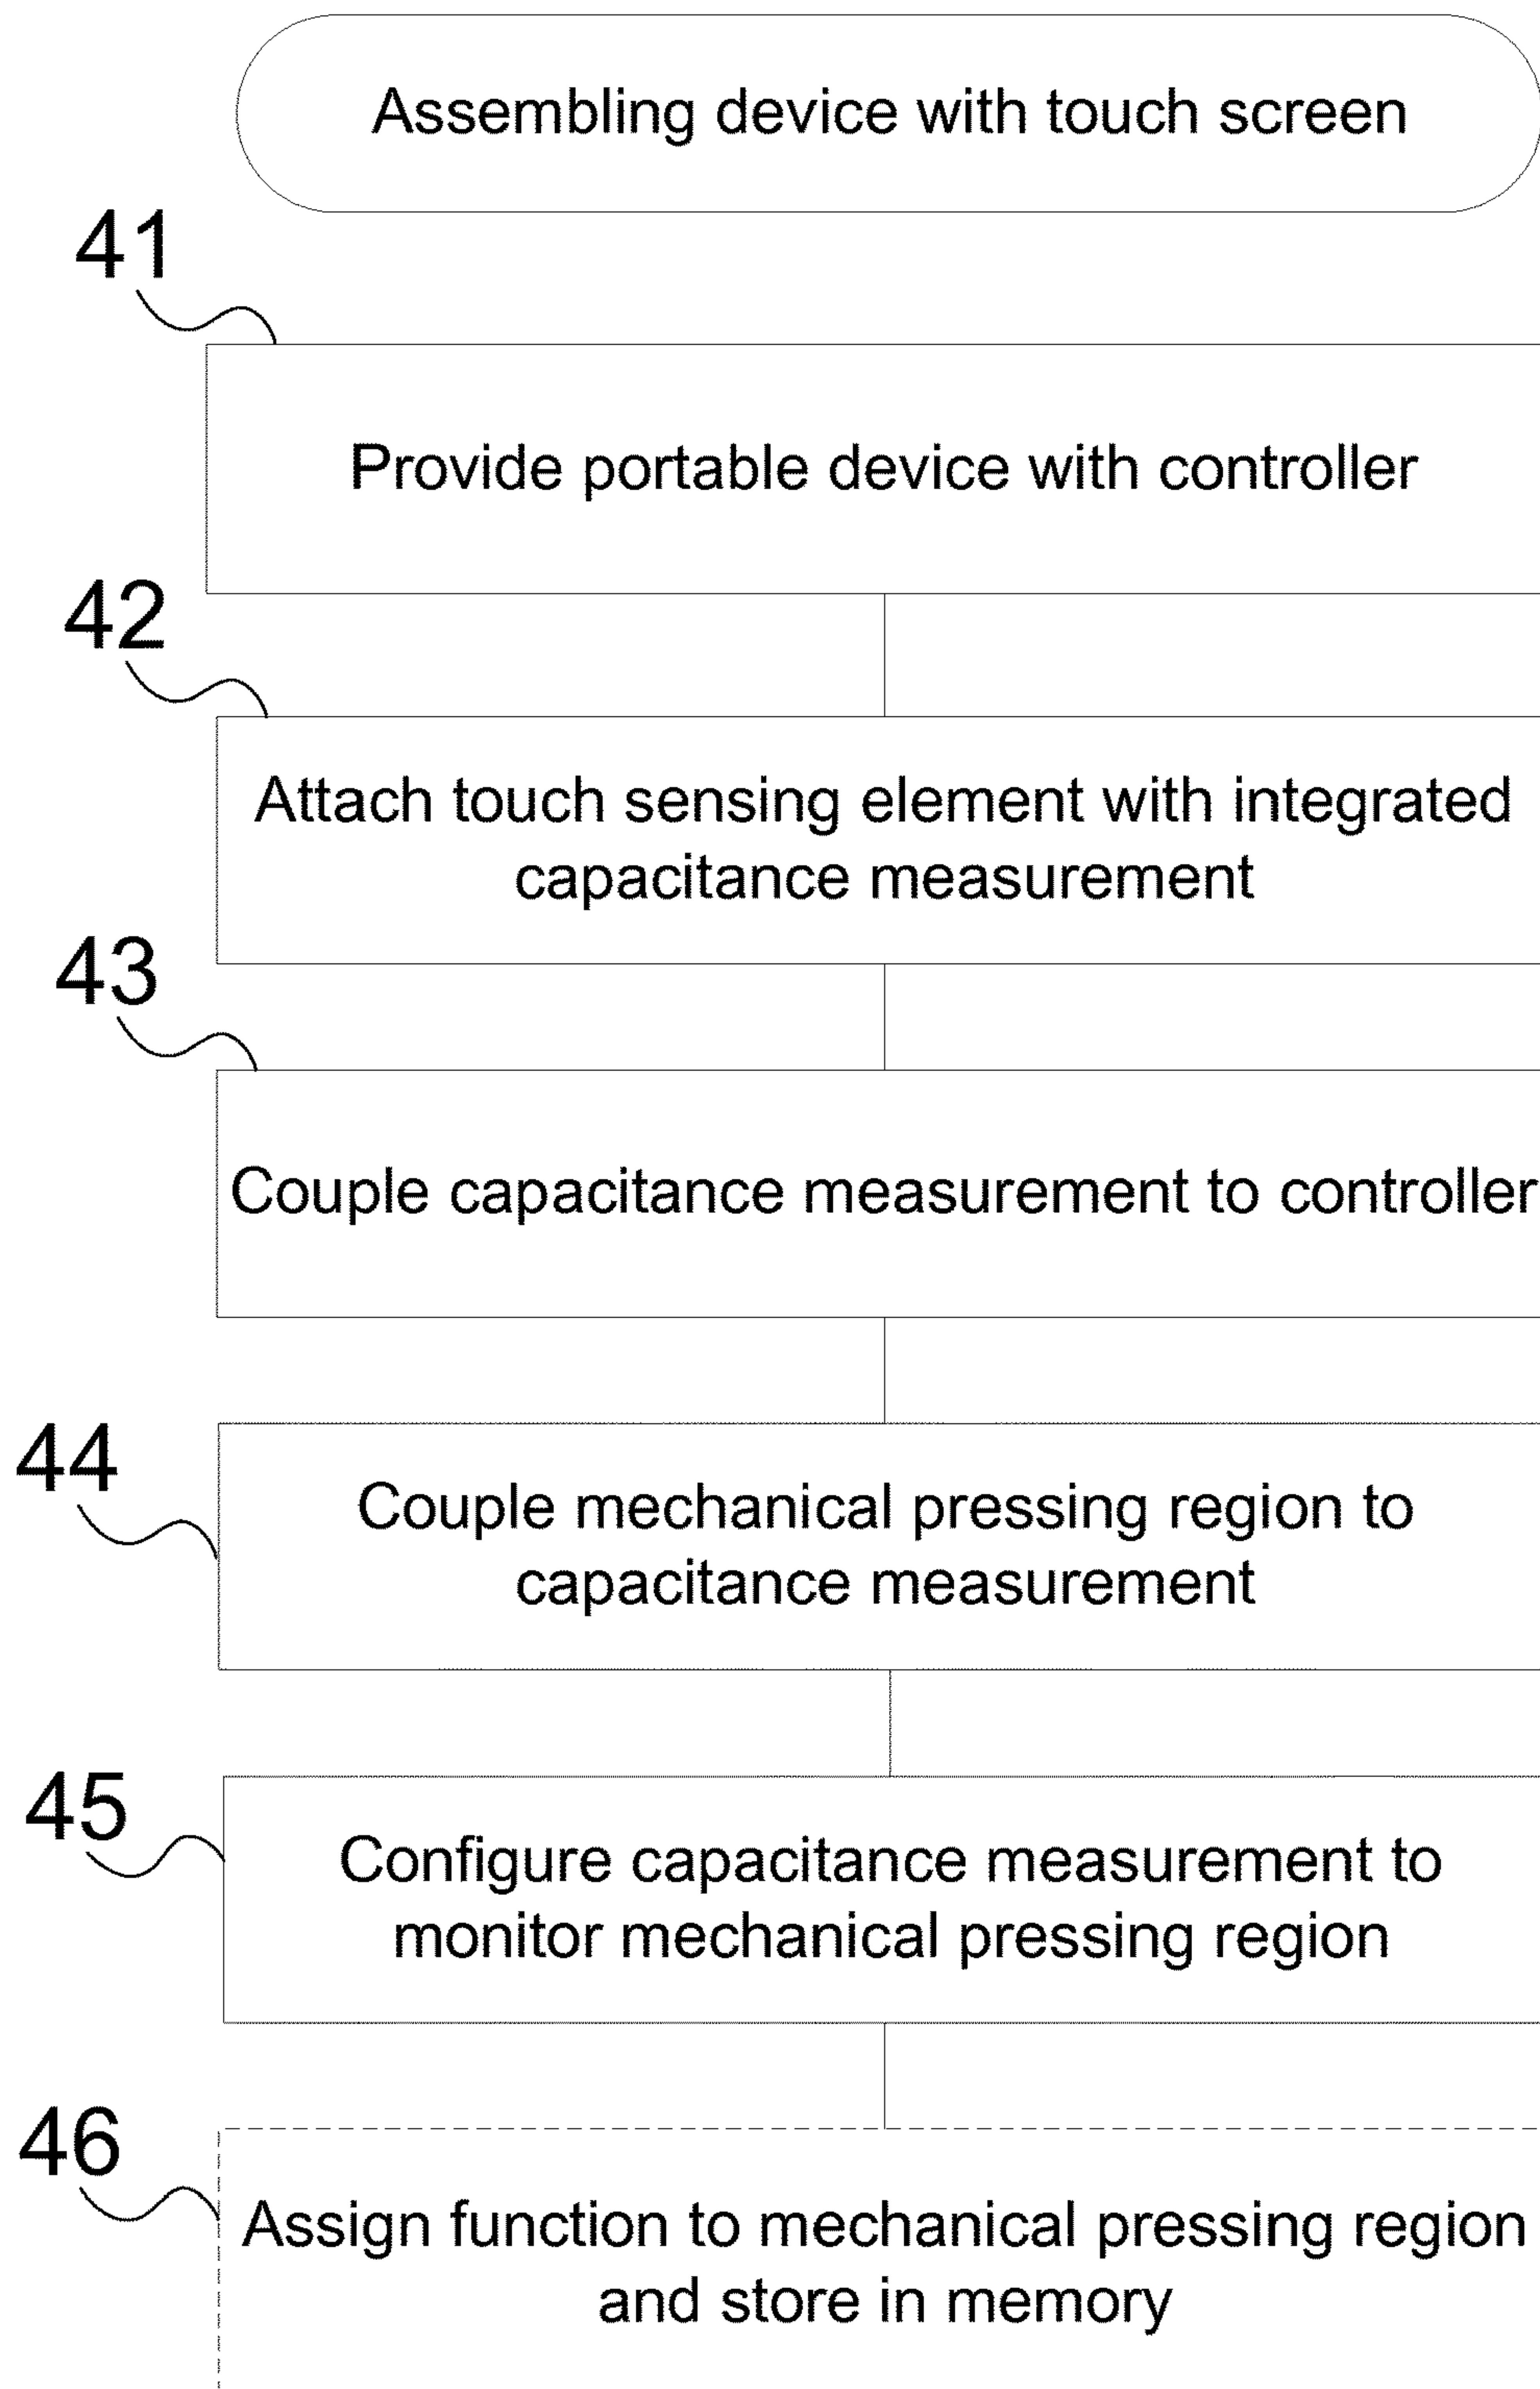 Assembling device with touch screen
41
Provide portable device with controller
42
Attach touch sensing element with integrated
capacitance measurement
43
Couple capacitance measurement to controller
44
Couple mechanical pressing region to
capacitance measurement
45
Configure capacitance measurement to
monitor mechanical pressing region
46
Assign function to mechanical pressing region
and store in memory